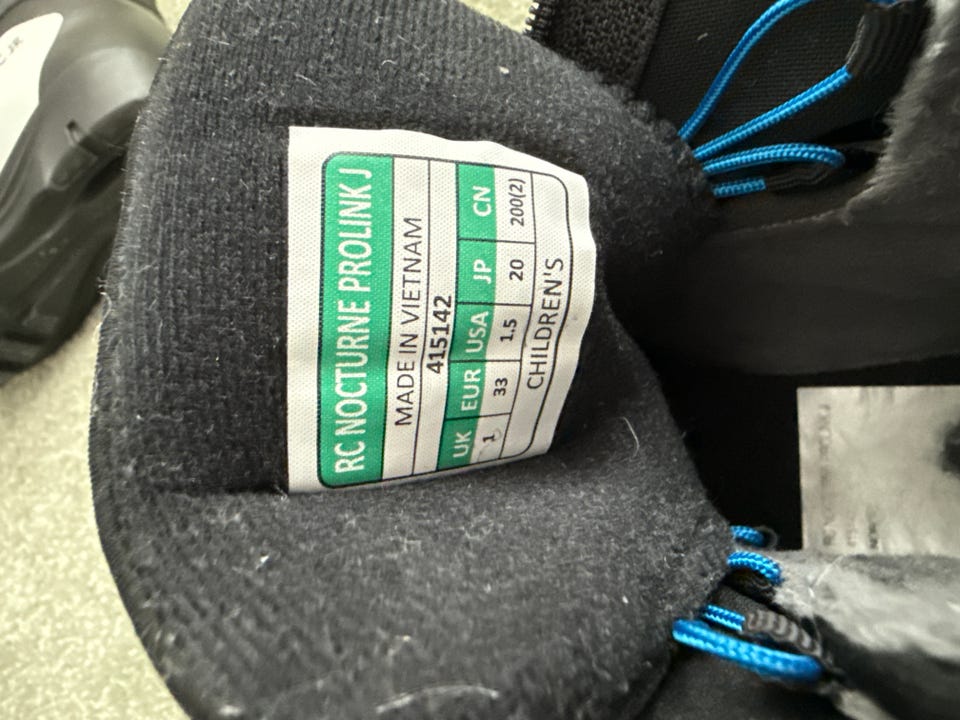 RC NOCTURNE PROLINK J
MADE IN VIETNAM
415142
UK EUR USA JP CN
1 33 1.5 20 200(2)
CHILDREN'S